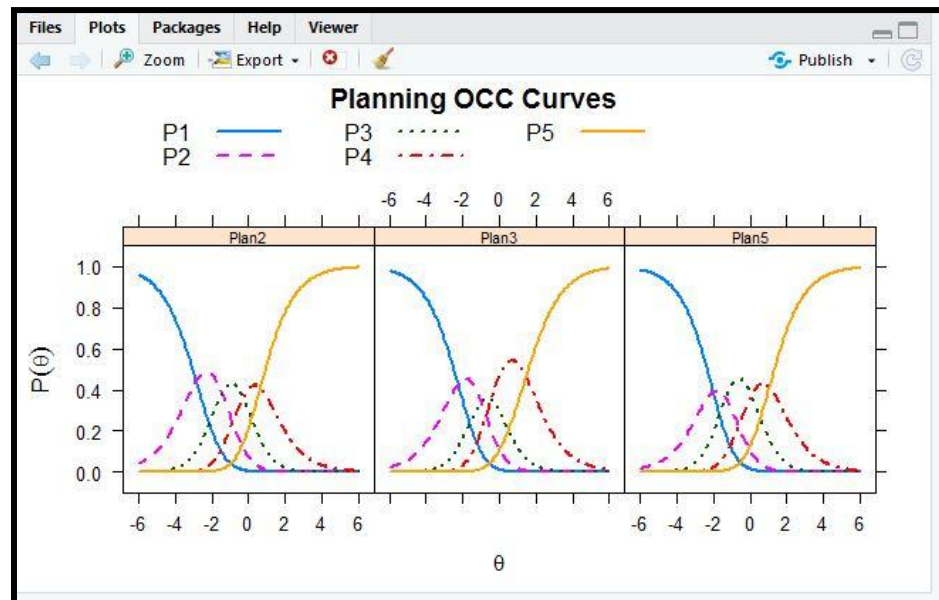 Files Plots Packages Help Viewer
Zoom Export Publish
Planning OCC Curves
P1 P3 P5
P2 P4
-6 -4 -2 0 2 4 6
Plan2 Plan3 Plan5
1.0
0.8
0.6
0.4
0.2
0.0
P(θ)
-6 -4 -2 0 2 4 6 -6 -4 -2 0 2 4 6
θ